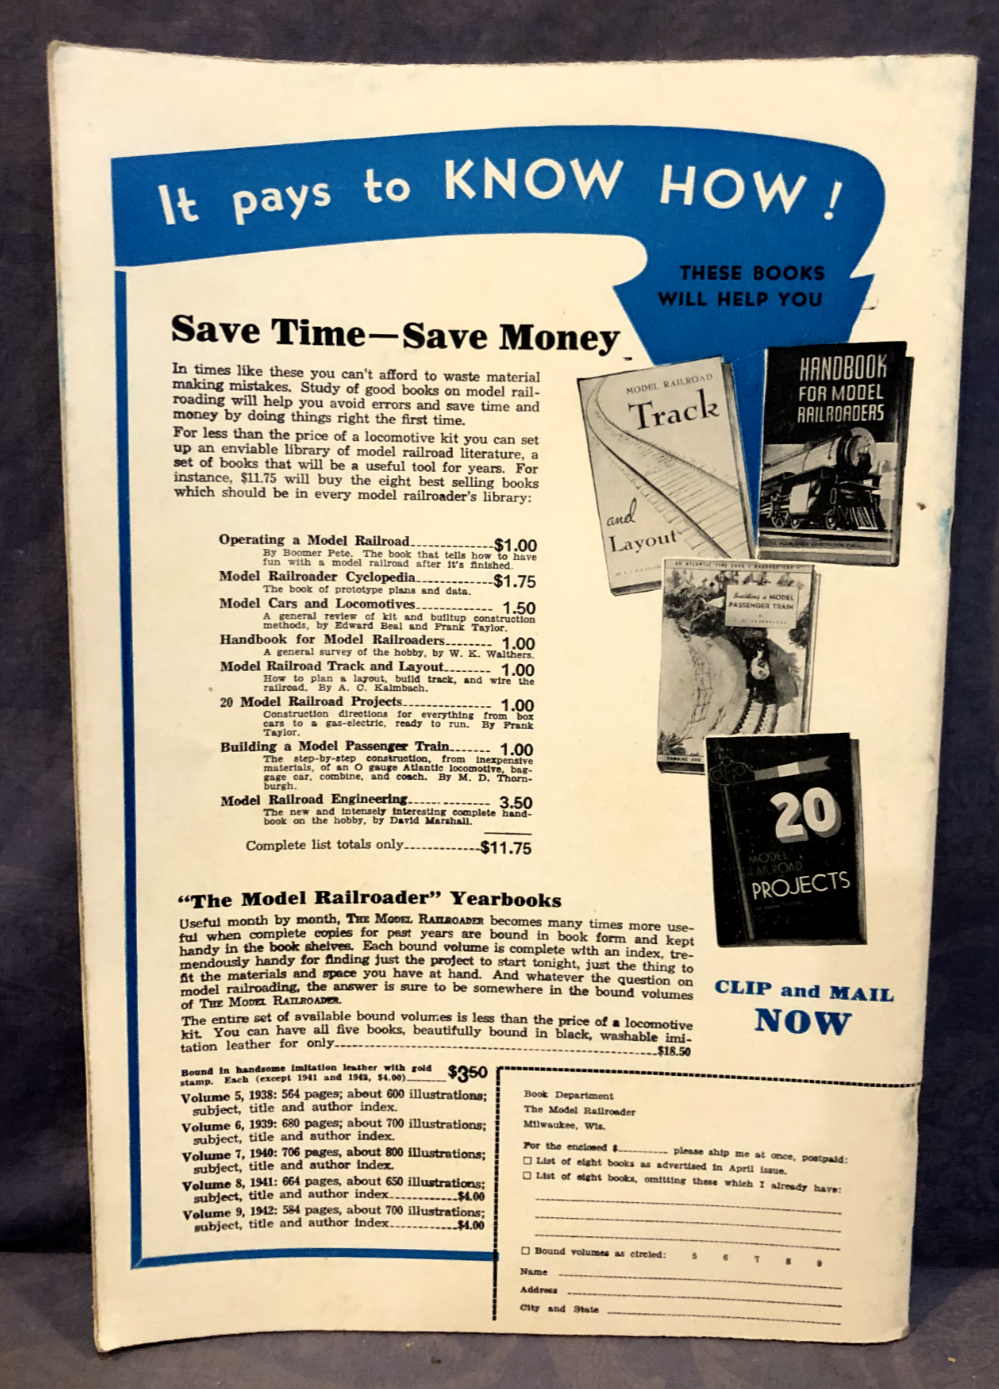 It pays to KNOW HOW!
THESE BOOKS
WILL HELP YOU
Save Time—Save Money
In times like these you can't afford to waste material
making mistakes. Study of good books on model rail-
roading will help you avoid errors and save time and
money by doing things right the first time.
For less than the price of a locomotive kit you can set
up an enviable library of model railroad literature, a
set of books that will be a useful tool for years. For
instance, $11.75 will buy the eight best selling books
which should be in every model railroader's library:
Operating a Model Railroad $1.00
By Boomer Pete. The book that tells how to have
fun with a model railroad after it's finished.
Model Railroader Cyclopedia $1.75
The book of prototype plans and data.
Model Cars and Locomotives 1.50
A general review of kit and builtup construction
methods, by Edward Beal and Frank Taylor.
Handbook for Model Railroaders 1.00
A general survey of the hobby, by W. K. Walthers.
Model Railroad Track and Layout 1.00
How to plan a layout, build track, and wire the
railroad. By A. C. Kalmbach.
20 Model Railroad Projects 1.00
Construction directions for everything from box
cars to a gas-electric, ready to run. By Frank
Taylor.
Building a Model Passenger Train 1.00
The step-by-step construction, from inexpensive
materials, of an O gauge Atlantic locomotive, bag-
gage car, combine, and coach. By M. D. Thorn-
burgh.
Model Railroad Engineering 3.50
The new and intensely interesting complete hand-
book on the hobby, by David Marshall.
Complete list totals only $11.75
MODEL RAILROAD
Track
and
Layout
HANDBOOK
FOR MODEL
RAILROADERS
Building a MODEL
PASSENGER TRAIN
20
MODEL
RAILROAD
PROJECTS
"The Model Railroader" Yearbooks
Useful month by month, THE MODEL RAILROADER becomes many times more use-
ful when complete copies for past years are bound in book form and kept
handy in the book shelves. Each bound volume is complete with an index, tre-
mendously handy for finding just the project to start tonight, just the thing to
fit the materials and space you have at hand. And whatever the question on
model railroading, the answer is sure to be somewhere in the bound volumes
of THE MODEL RAILROADER.
The entire set of available bound volumes is less than the price of a locomotive
kit. You can have all five books, beautifully bound in black, washable imi-
tation leather for only $18.50
CLIP and MAIL
NOW
Bound in handsome imitation leather with gold
stamp. Each (except 1941 and 1942, $4.00) $3.50
Volume 5, 1938: 564 pages; about 600 illustrations;
subject, title and author index.
Volume 6, 1939: 680 pages; about 700 illustrations;
subject, title and author index.
Volume 7, 1940: 706 pages; about 800 illustrations;
subject, title and author index.
Volume 8, 1941: 664 pages; about 650 illustrations;
subject, title and author index $4.00
Volume 9, 1942: 584 pages; about 700 illustrations;
subject, title and author index $4.00
Book Department
The Model Railroader
Milwaukee, Wis.
For the enclosed $ please ship me at once, postpaid:
☐ List of eight books as advertised in April issue.
☐ List of eight books, omitting these which I already have:
☐ Bound volumes as circled: 5 6 7 8 9
Name
Address
City and State